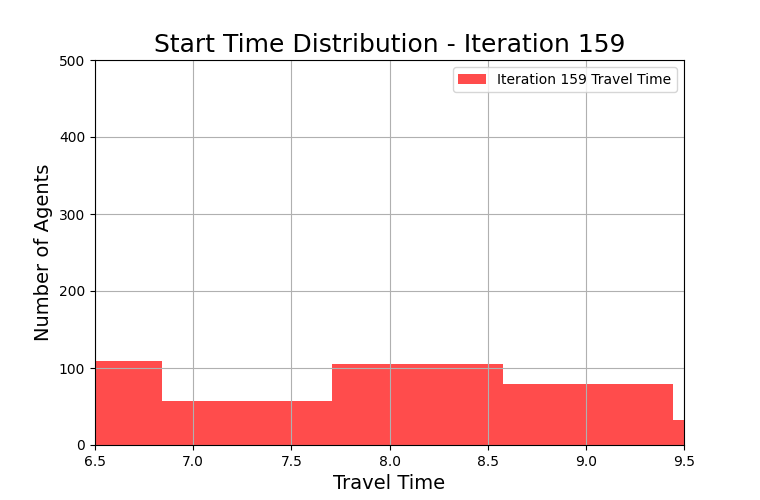 Start Time Distribution - Iteration 159
Iteration 159 Travel Time
500
400
300
200
100
0
Number of Agents
6.5 7.0 7.5 8.0 8.5 9.0 9.5
Travel Time